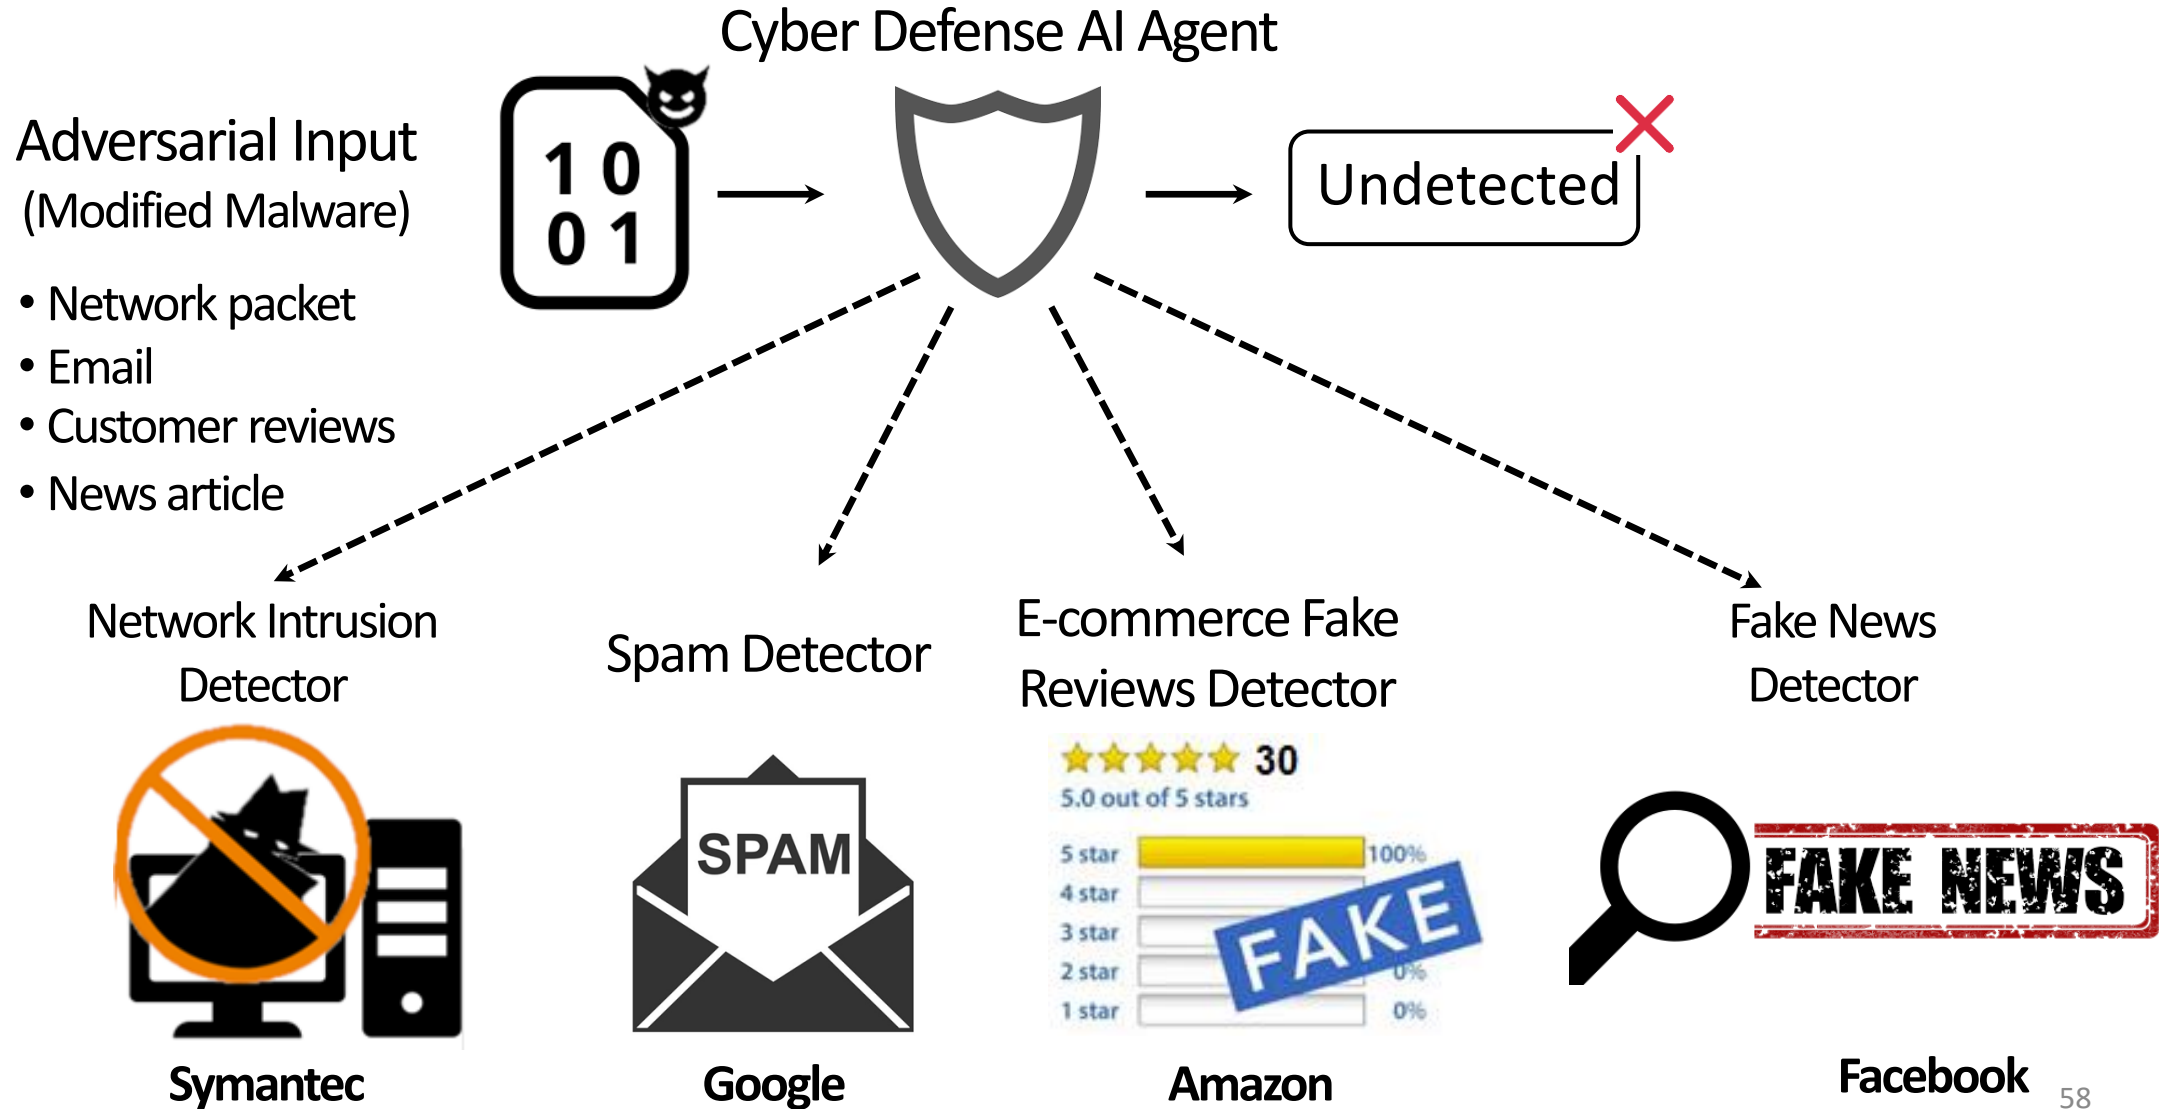 Cyber Defense AI Agent
Adversarial Input
(Modified Malware)
1 0
0 1
Undetected
• Network packet
• Email
• Customer reviews
• News article
Network Intrusion
Detector
Spam Detector
E-commerce Fake
Reviews Detector
Fake News
Detector
SPAM
30
5.0 out of 5 stars
5 star 100%
4 star
3 star
2 star 0%
1 star 0%
FAKE
FAKE NEWS
Symantec
Google
Amazon
Facebook
58